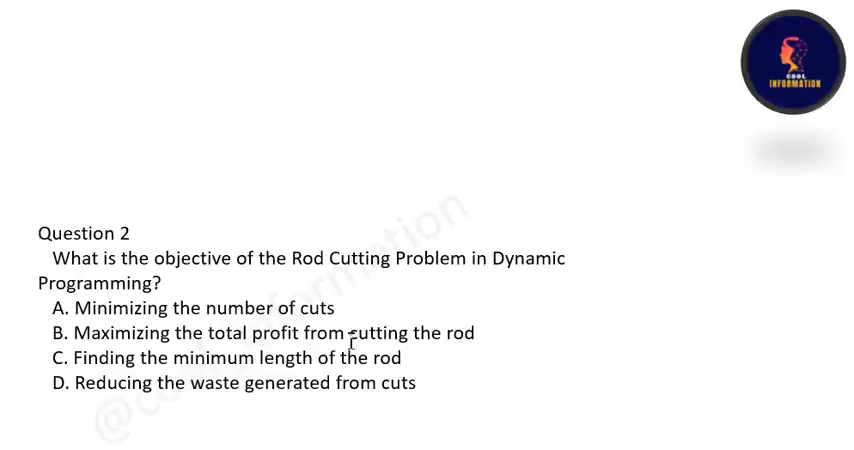 COOL
INFORMATION
Question 2
What is the objective of the Rod Cutting Problem in Dynamic
Programming?
A. Minimizing the number of cuts
B. Maximizing the total profit from cutting the rod
C. Finding the minimum length of the rod
D. Reducing the waste generated from cuts